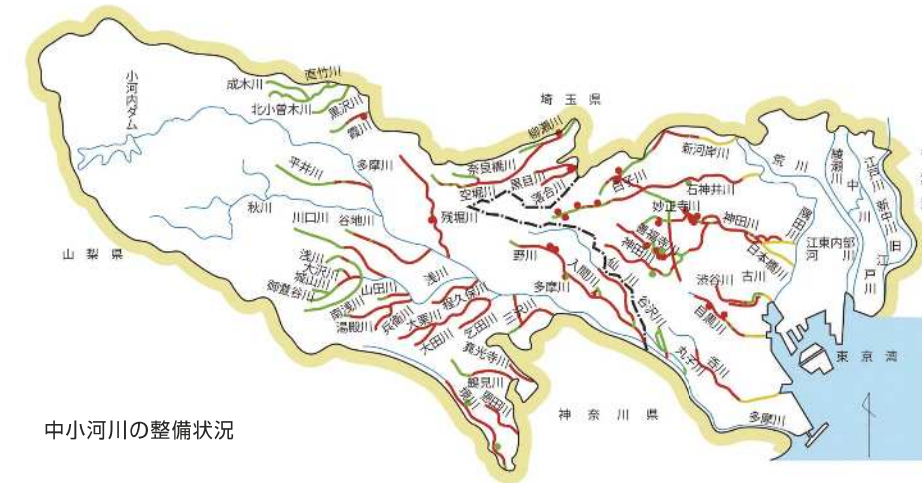 直竹川
成木川
北小曽木川
黒沢川
霞川
小河内ダム
埼玉県
柳瀬川
奈良橋川
空堀川
黒目川
落合川
白子川
新河岸川
荒川
綾瀬川
中川
江戸川
新中川
旧江戸川
平井川
多摩川
秋川
石神井川
妙正寺川
神田川
隅田川
川口川
谷地川
残堀川
善福寺川
神田川
日本橋川
江東内部
河川
山梨県
浅川
大沢川
城山川
御霊谷川
山田川
浅川
野川
仙川
入間川
渋谷川
古川
多摩川
目黒川
南浅川
湯殿川
兵衛川
程久保川
大栗川
大田川
乞田川
三沢川
谷沢川
丸子川
呑川
真光寺川
鶴見川
恩田川
境川
東京湾
神奈川県
多摩川
中小河川の整備状況